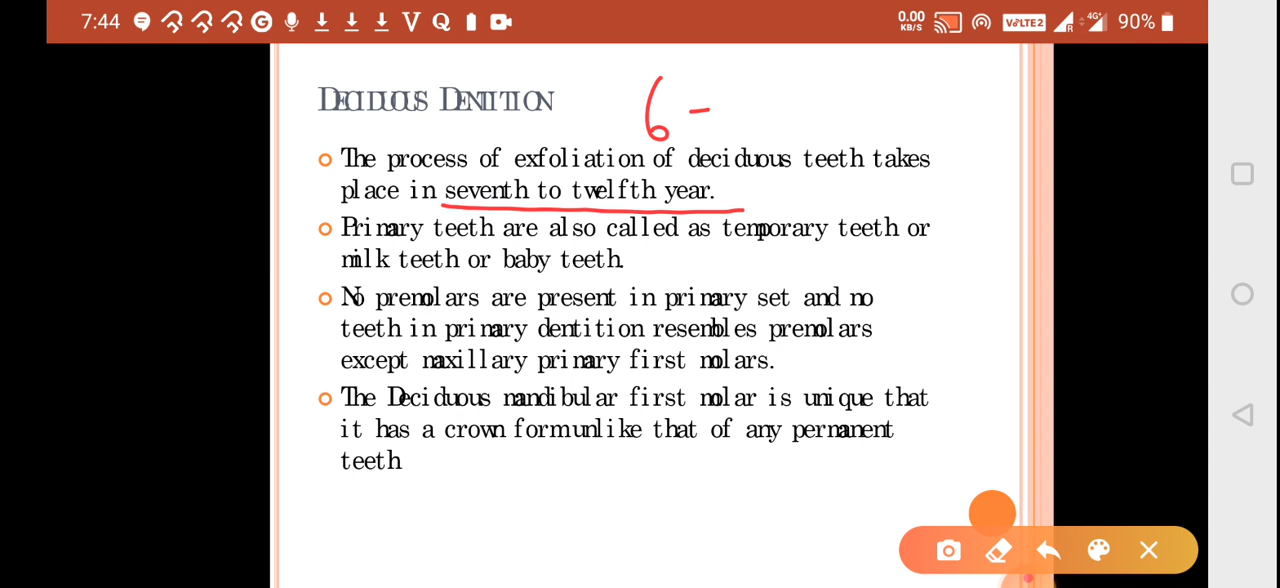 7:44 G V Q 0.00 KB/S VoLTE2 R 4G+ 90%
DECIDUOUS DENTITION
6 -
The process of exfoliation of deciduous teeth takes
place in seventh to twelfth year.
Primary teeth are also called as temporary teeth or
milk teeth or baby teeth.
No premolars are present in primary set and no
teeth in primary dentition resembles premolars
except maxillary primary first molars.
The Deciduous mandibular first molar is unique that
it has a crown form unlike that of any permanent
teeth